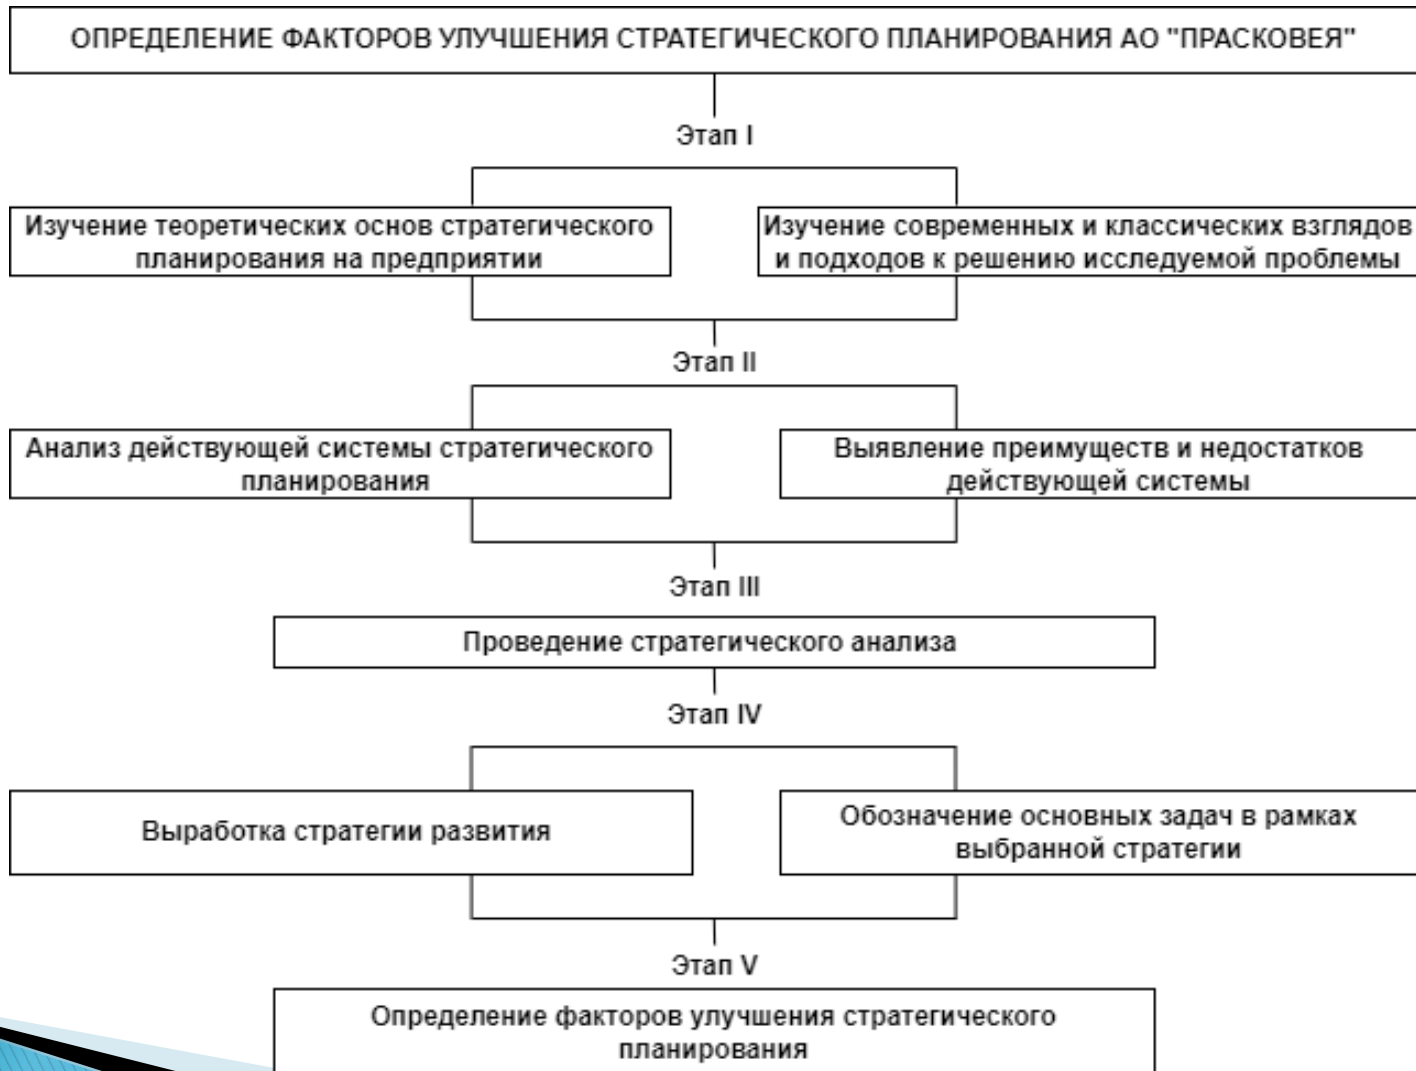 ОПРЕДЕЛЕНИЕ ФАКТОРОВ УЛУЧШЕНИЯ СТРАТЕГИЧЕСКОГО ПЛАНИРОВАНИЯ АО "ПРАСКОВЕЯ"
Этап I
Изучение теоретических основ стратегического
планирования на предприятии
Изучение современных и классических взглядов
и подходов к решению исследуемой проблемы
Этап II
Анализ действующей системы стратегического
планирования
Выявление преимуществ и недостатков
действующей системы
Этап III
Проведение стратегического анализа
Этап IV
Выработка стратегии развития
Обозначение основных задач в рамках
выбранной стратегии
Этап V
Определение факторов улучшения стратегического
планирования